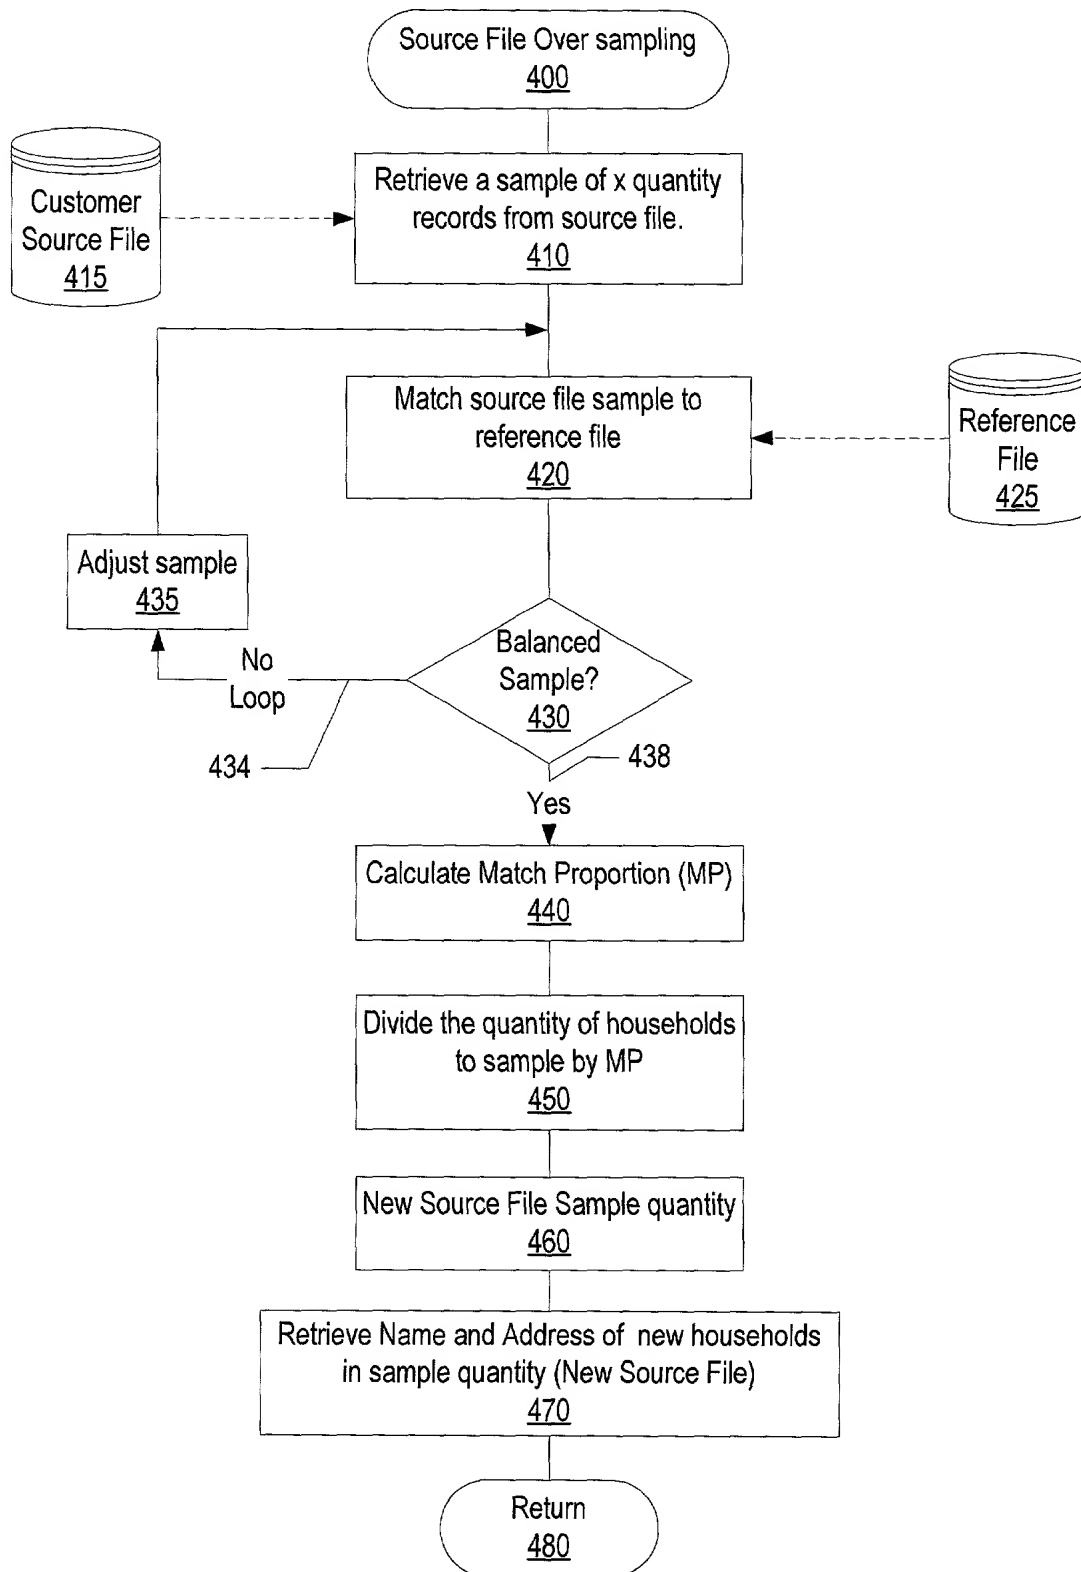 Source File Over sampling
400
Customer
Source File
415
Retrieve a sample of x quantity
records from source file.
410
Match source file sample to
reference file
420
Reference
File
425
Adjust sample
435
No
Loop
Balanced
Sample?
430
434
438
Yes
Calculate Match Proportion (MP)
440
Divide the quantity of households
to sample by MP
450
New Source File Sample quantity
460
Retrieve Name and Address of new households
in sample quantity (New Source File)
470
Return
480